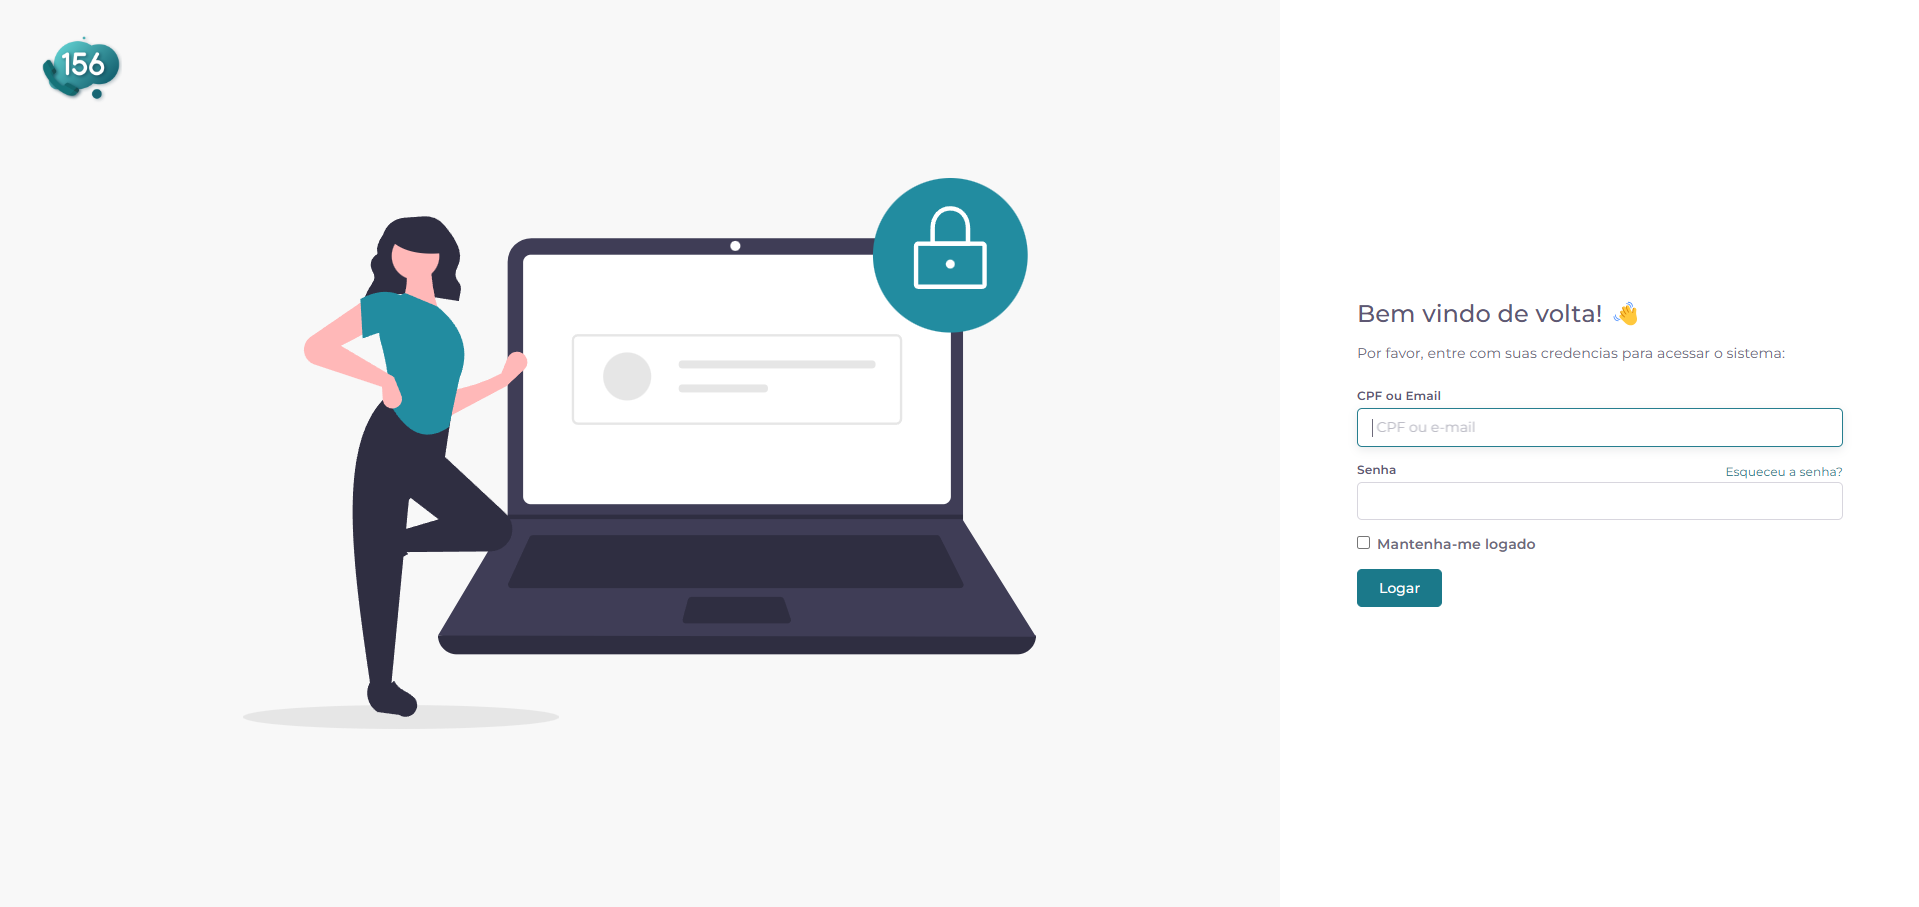 156
Bem vindo de volta! 👋
Por favor, entre com suas credencias para acessar o sistema:
CPF ou Email
CPF ou e-mail
Senha
Esqueceu a senha?
Mantenha-me logado
Logar